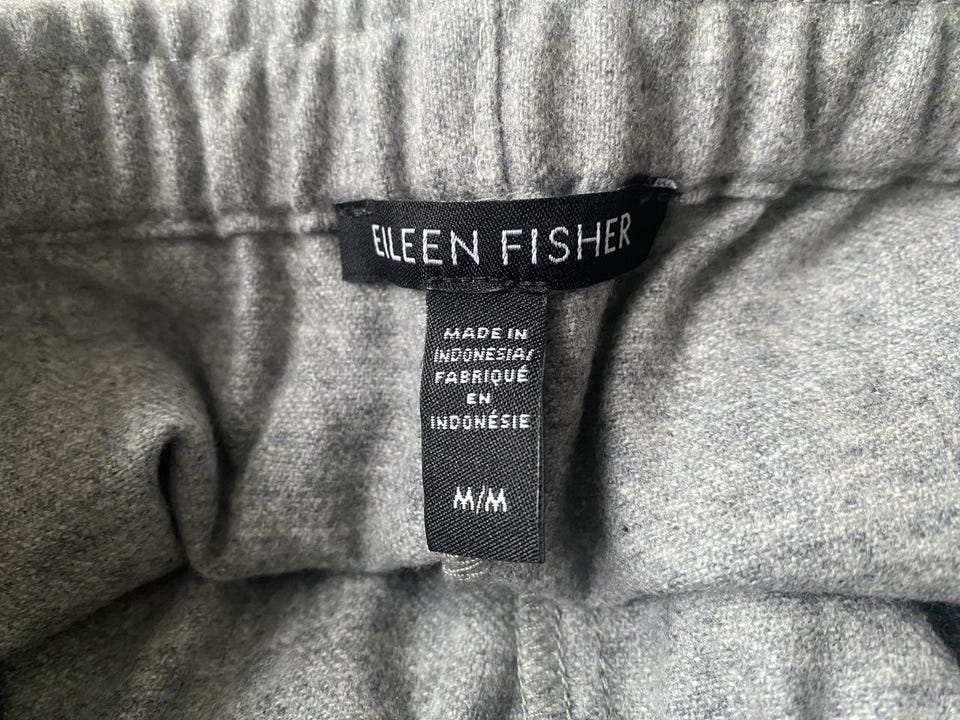 EILEEN FISHER
MADE IN
INDONESIA/
FABRIQUÉ
EN
INDONÉSIE
M/M